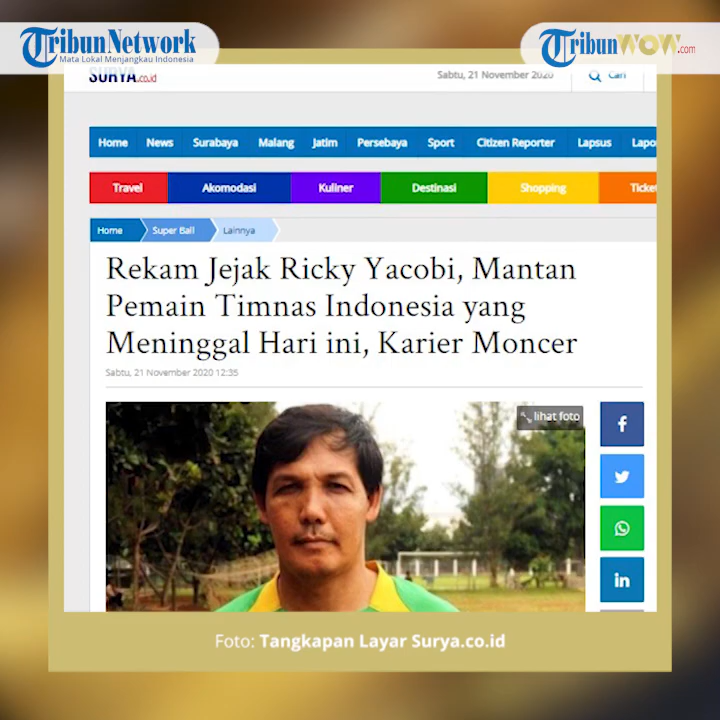 TribunNetwork
Mata Lokal Menjangkau Indonesia
TribunWOW.com
SURYA.co.id
Sabtu, 21 November 2020
Cari
Home News Surabaya Malang Jatim Persebaya Sport Citizen Reporter Lapsus Lapo
Travel Akomodasi Kuliner Destinasi Shopping Ticket
Home Super Ball Lainnya
Rekam Jejak Ricky Yacobi, Mantan
Pemain Timnas Indonesia yang
Meninggal Hari ini, Karier Moncer
Sabtu, 21 November 2020 12:35
lihat foto
Foto: Tangkapan Layar Surya.co.id